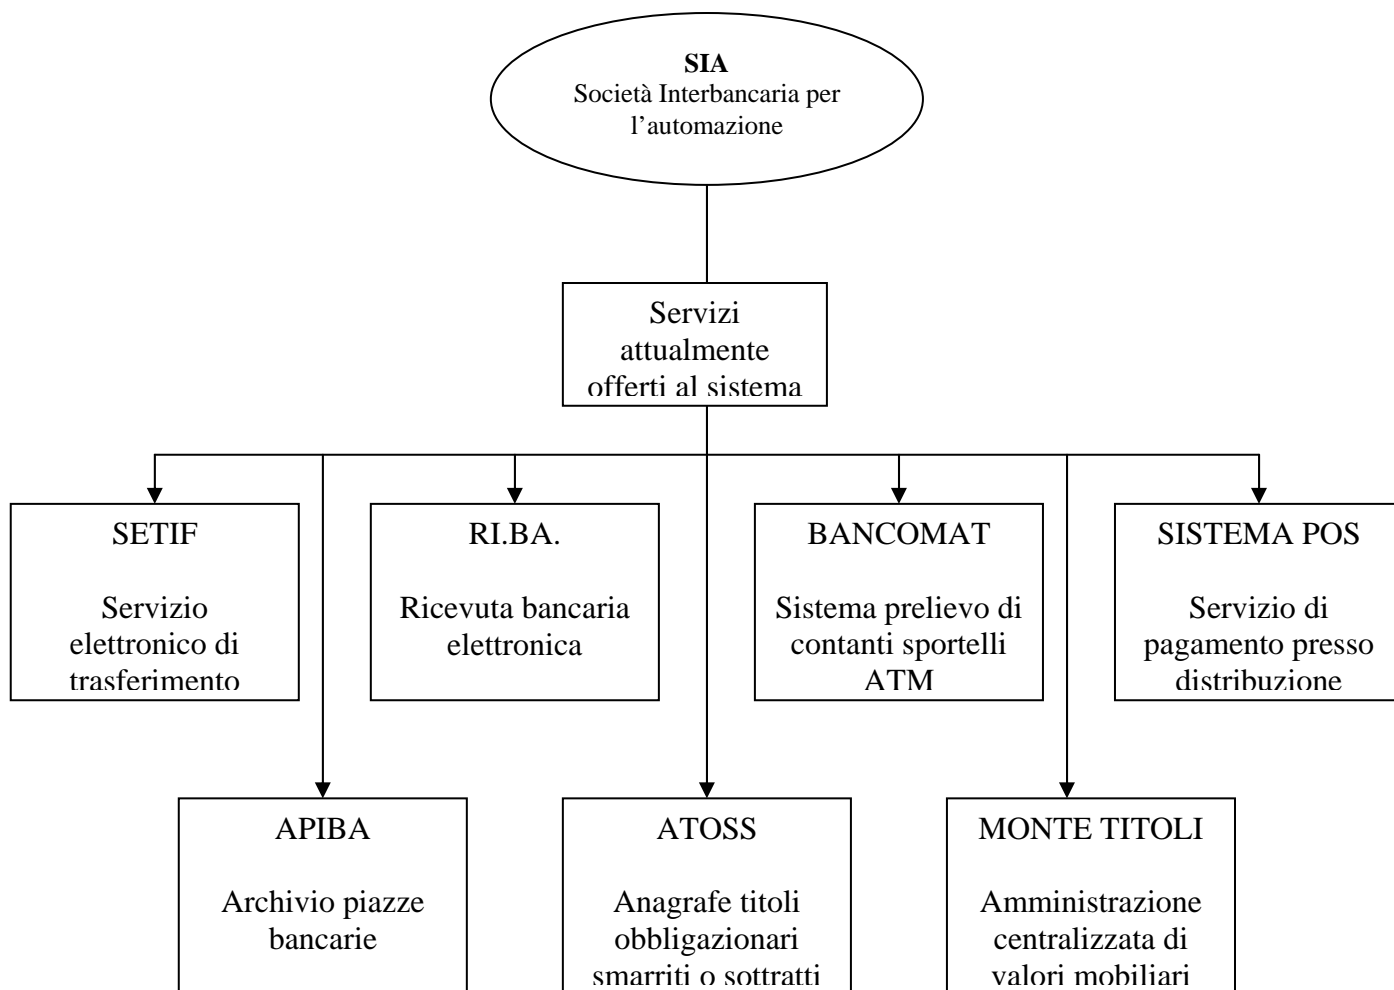 SIA
Società Interbancaria per
l’automazione
Servizi
attualmente
offerti al sistema
SETIF
Servizio
elettronico di
trasferimento
RI.BA.
Ricevuta bancaria
elettronica
BANCOMAT
Sistema prelievo di
contanti sportelli
ATM
SISTEMA POS
Servizio di
pagamento presso
distribuzione
APIBA
Archivio piazze
bancarie
ATOSS
Anagrafe titoli
obbligazionari
smarriti o sottratti
MONTE TITOLI
Amministrazione
centralizzata di
valori mobiliari